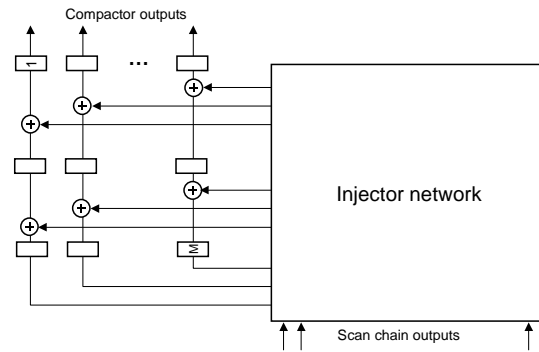 Compactor outputs
1
...
Injector network
M
Scan chain outputs